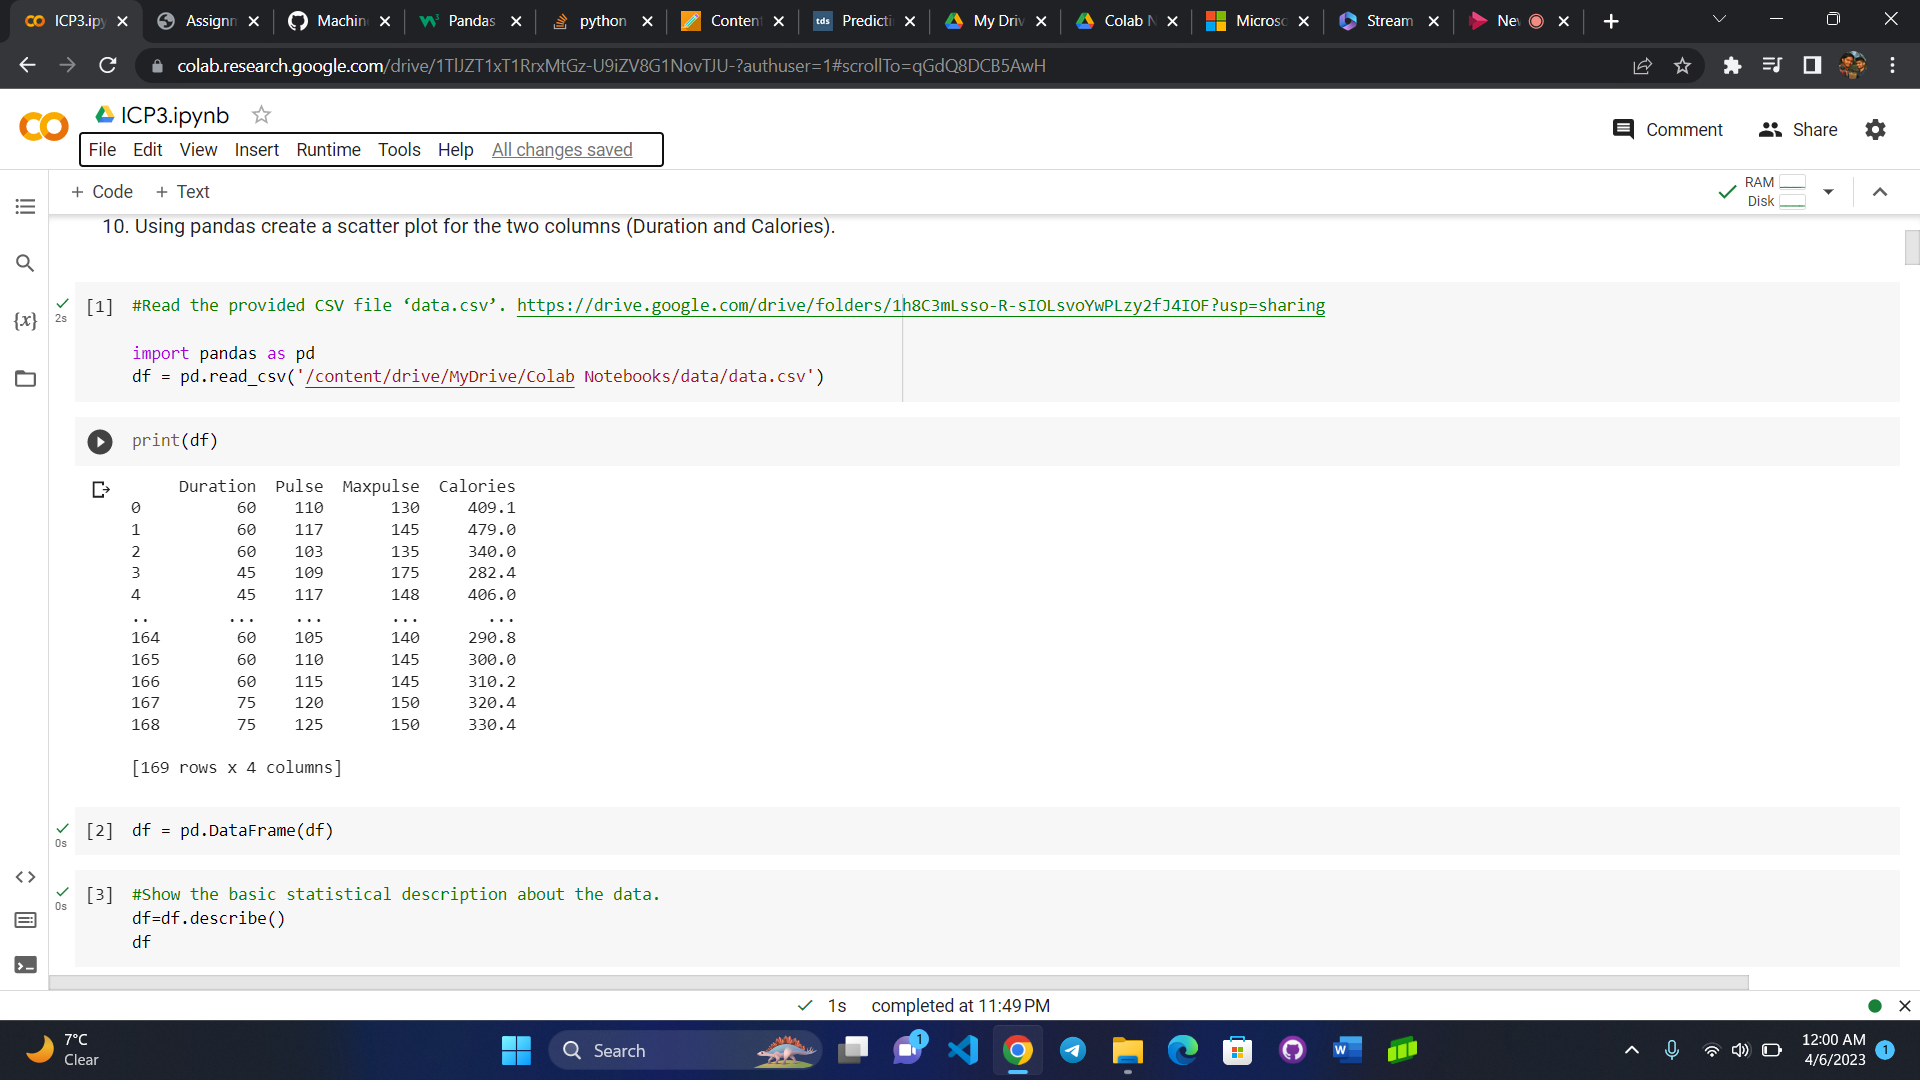 ICP3.ipy
Assignm
Machin
Pandas
python
Content
Predicti
My Driv
Colab N
Microso
Stream
Nev
colab.research.google.com/drive/1TlJZT1xT1RrxMtGz-U9iZV8G1NovTJU-?authuser=1#scrollTo=qGdQ8DCB5AwH
ICP3.ipynb
File Edit View Insert Runtime Tools Help All changes saved
Comment
Share
+ Code + Text
RAM
Disk
10. Using pandas create a scatter plot for the two columns (Duration and Calories).
[1] #Read the provided CSV file ‘data.csv’. https://drive.google.com/drive/folders/1h8C3mLsso-R-sIOLsvoYwPLzy2fJ4IOF?usp=sharing
2s
import pandas as pd
df = pd.read_csv('/content/drive/MyDrive/Colab Notebooks/data/data.csv')
print(df)
Duration Pulse Maxpulse Calories
0 60 110 130 409.1
1 60 117 145 479.0
2 60 103 135 340.0
3 45 109 175 282.4
4 45 117 148 406.0
.. ... ... ... ...
164 60 105 140 290.8
165 60 110 145 300.0
166 60 115 145 310.2
167 75 120 150 320.4
168 75 125 150 330.4
[169 rows x 4 columns]
[2] df = pd.DataFrame(df)
0s
[3] #Show the basic statistical description about the data.
0s
df=df.describe()
df
1s completed at 11:49 PM
7°C
Clear
Search
1
12:00 AM
4/6/2023
1